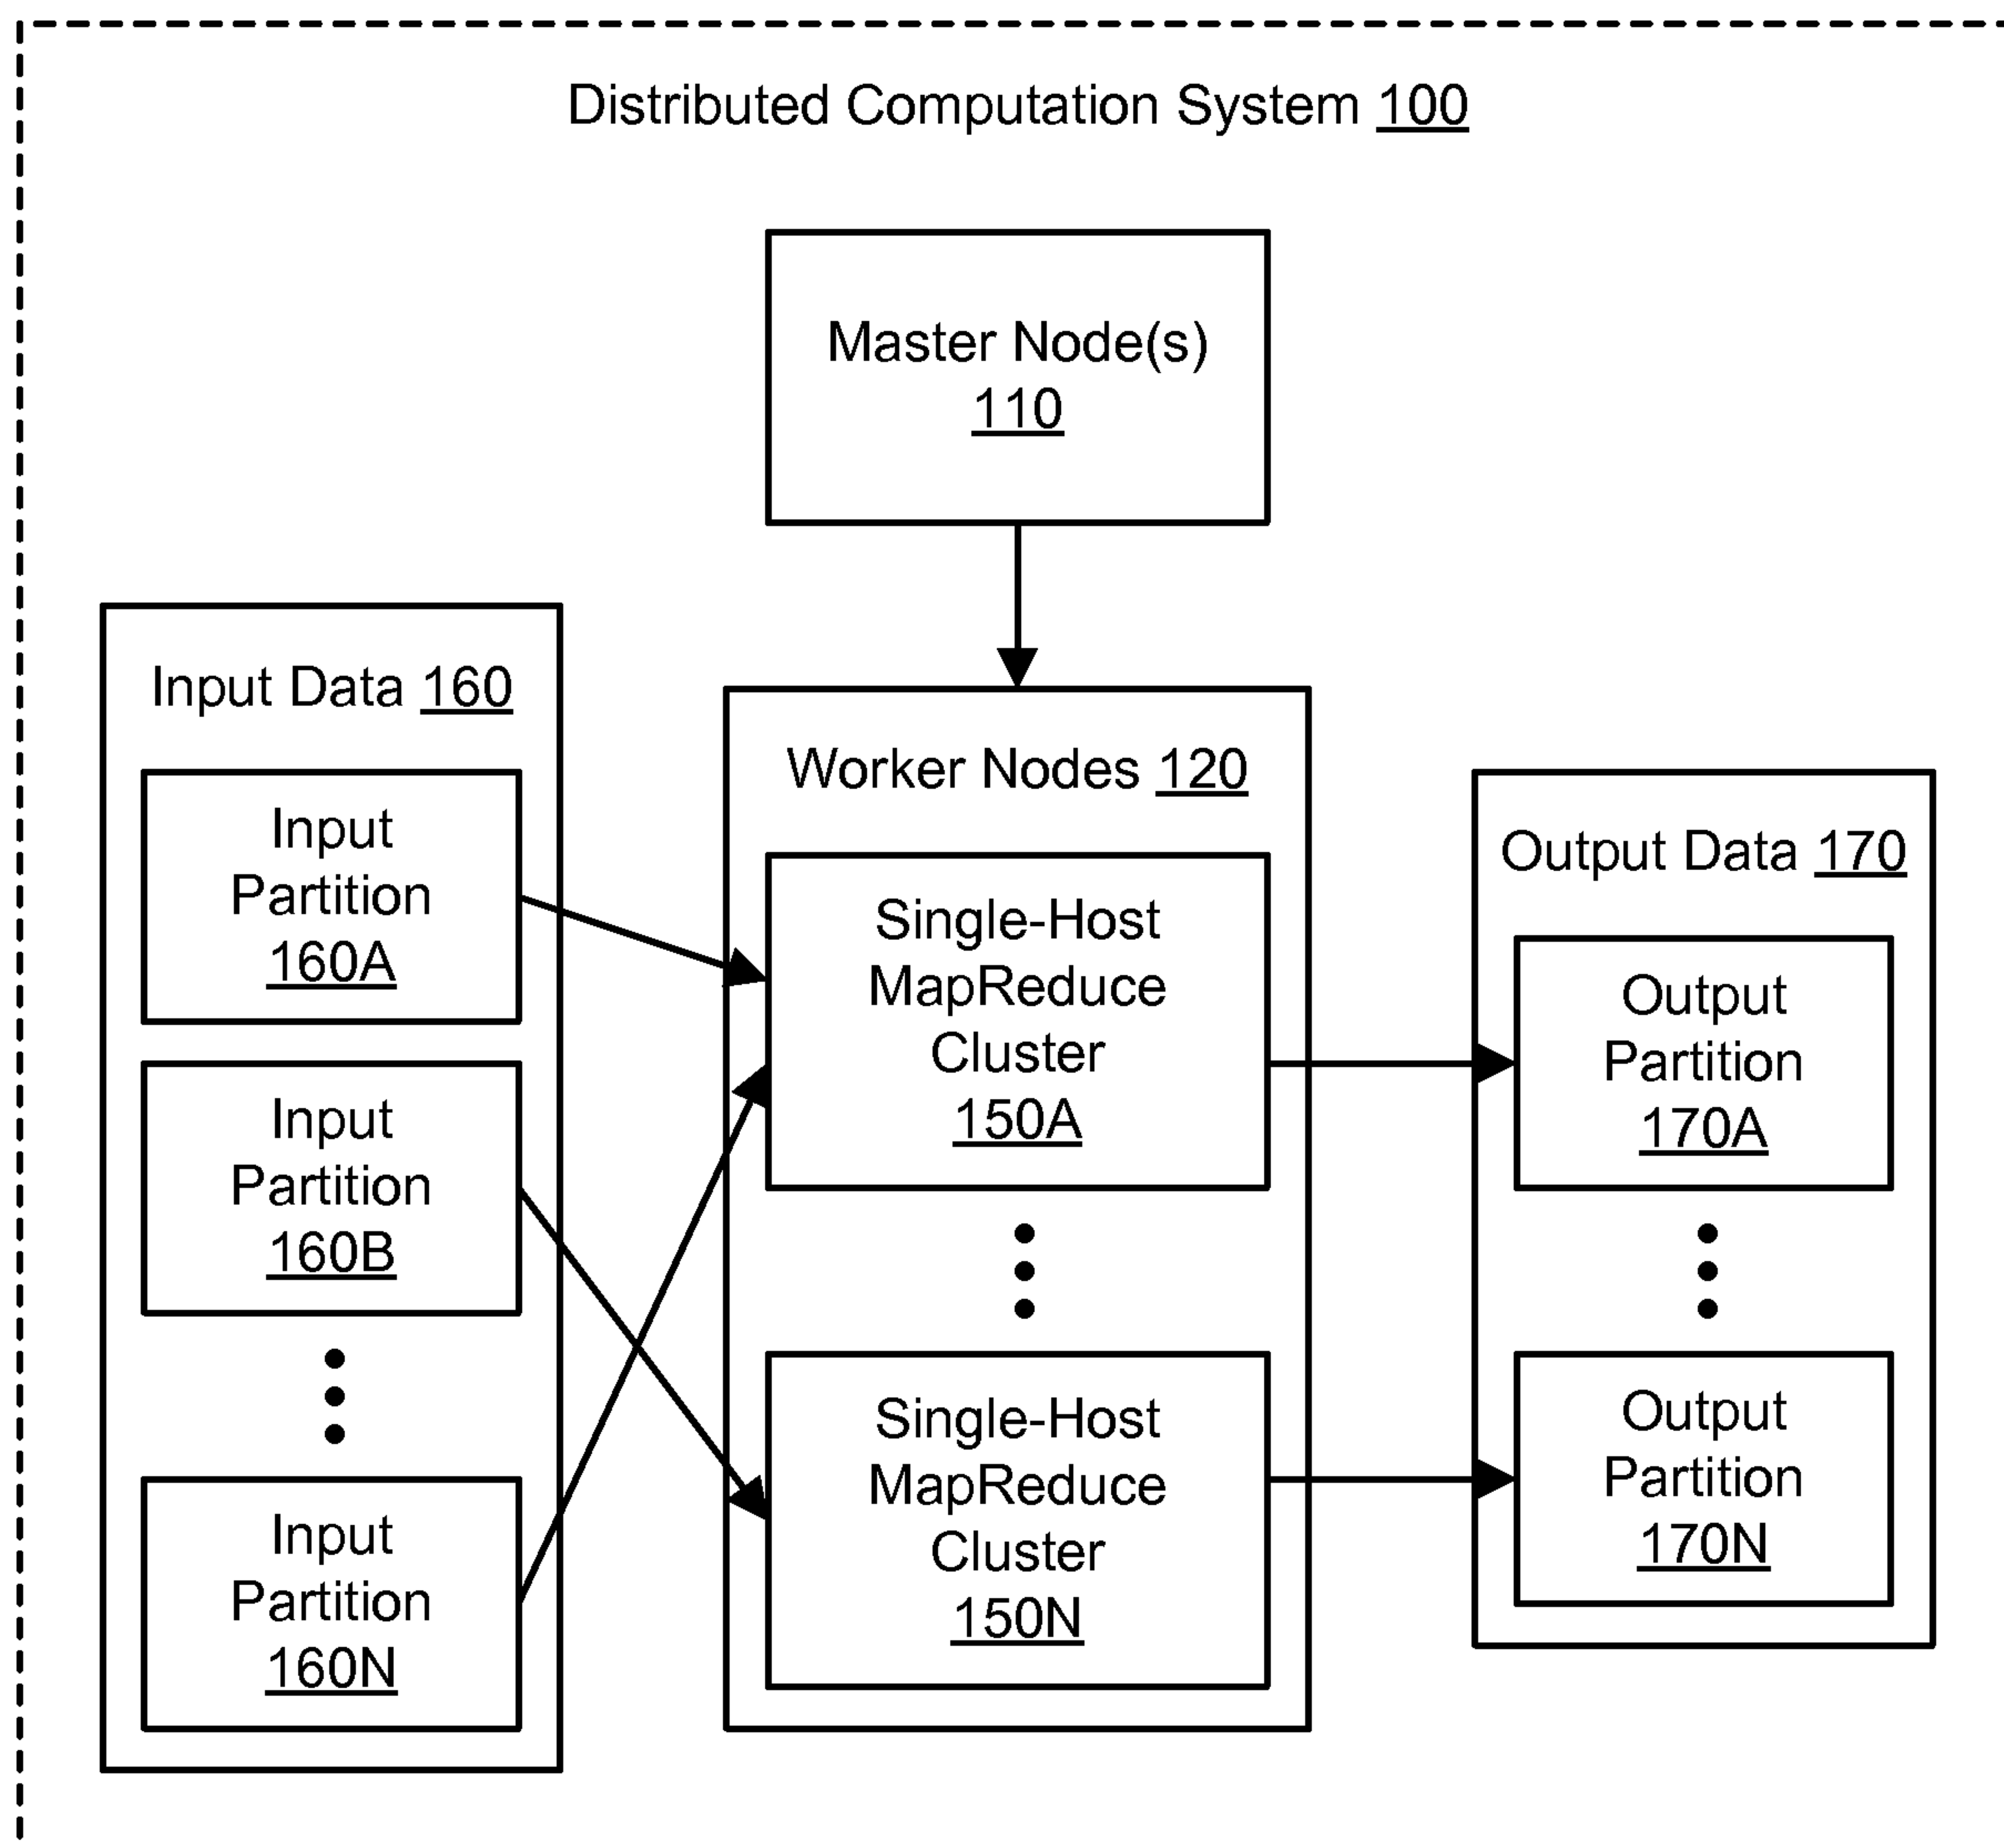 Distributed Computation System 100
Master Node(s)
110
Input Data 160
Input
Partition
160A
Input
Partition
160B
Input
Partition
160N
Worker Nodes 120
Single-Host
MapReduce
Cluster
150A
Single-Host
MapReduce
Cluster
150N
Output Data 170
Output
Partition
170A
Output
Partition
170N